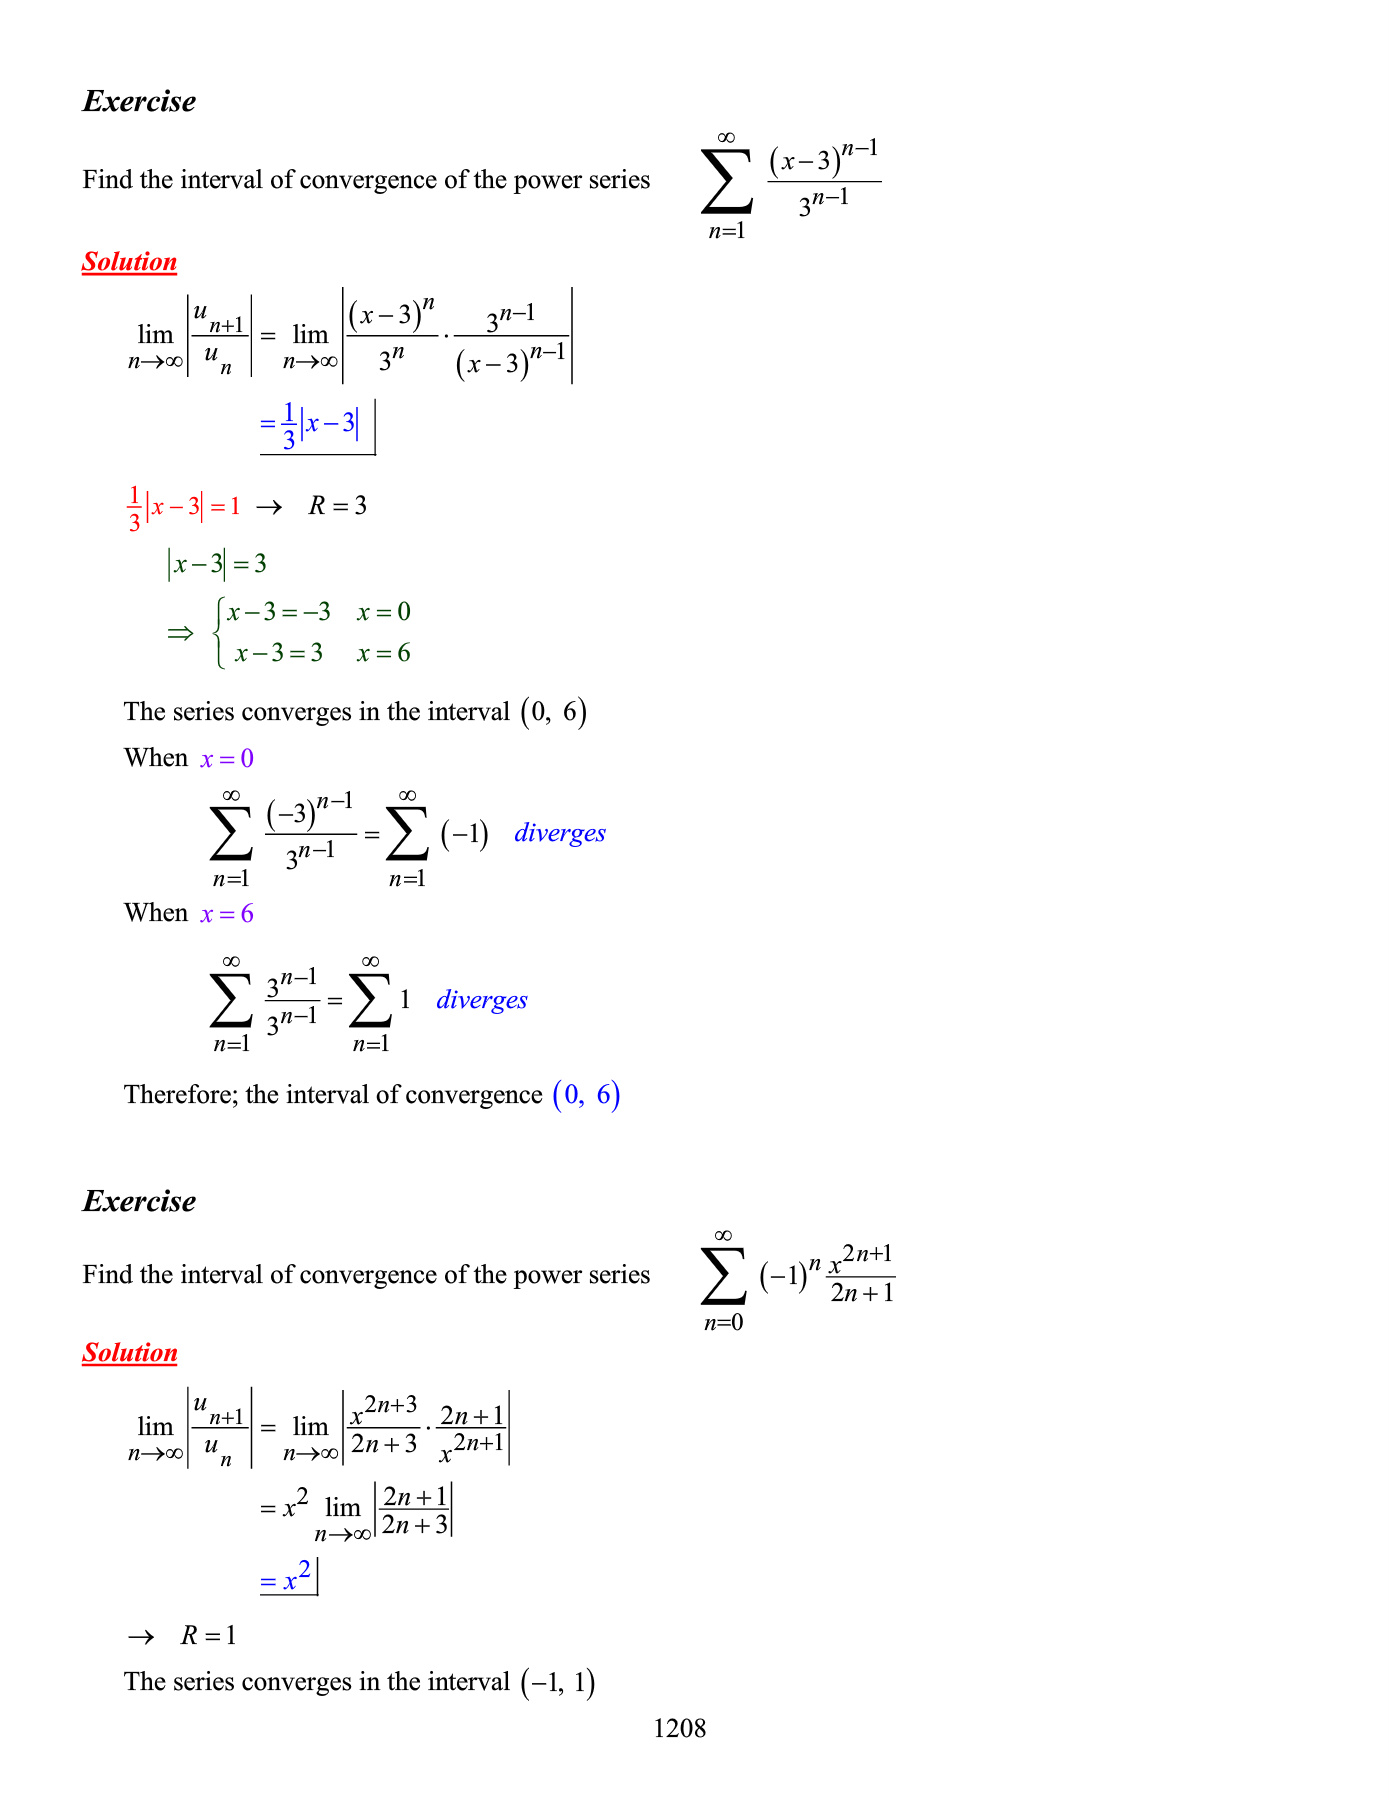 Exercise
Find the interval of convergence of the power series $\sum_{n=1}^{\infty} \frac{(x-3)^{n-1}}{3^{n-1}}$
Solution
$\lim_{n\to\infty} \left| \frac{u_{n+1}}{u_n} \right| = \lim_{n\to\infty} \left| \frac{(x-3)^n}{3^n} \cdot \frac{3^{n-1}}{(x-3)^{n-1}} \right|$
$= \frac{1}{3} |x-3|$
$\frac{1}{3} |x-3| = 1 \to R = 3$
$|x-3| = 3$
$\Rightarrow \begin{cases} x-3=-3 & x=0 \\ x-3=3 & x=6 \end{cases}$
The series converges in the interval $(0, 6)$
When $x = 0$
$\sum_{n=1}^{\infty} \frac{(-3)^{n-1}}{3^{n-1}} = \sum_{n=1}^{\infty} (-1)$ diverges
When $x = 6$
$\sum_{n=1}^{\infty} \frac{3^{n-1}}{3^{n-1}} = \sum_{n=1}^{\infty} 1$ diverges
Therefore; the interval of convergence $(0, 6)$
Exercise
Find the interval of convergence of the power series $\sum_{n=0}^{\infty} (-1)^n \frac{x^{2n+1}}{2n+1}$
Solution
$\lim_{n\to\infty} \left| \frac{u_{n+1}}{u_n} \right| = \lim_{n\to\infty} \left| \frac{x^{2n+3}}{2n+3} \cdot \frac{2n+1}{x^{2n+1}} \right|$
$= x^2 \lim_{n\to\infty} \left| \frac{2n+1}{2n+3} \right|$
$= x^2$
$\to R = 1$
The series converges in the interval $(-1, 1)$
1208